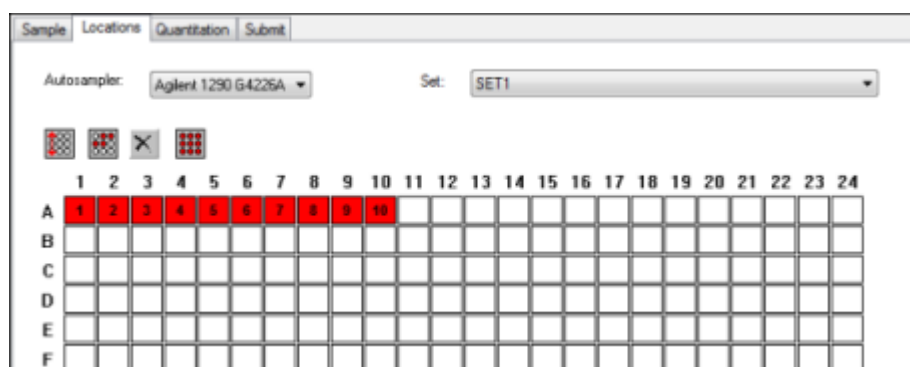 Sample Locations Quantitation Submit
Autosampler: Agilent 1290 G4226A Set: SET1
1 2 3 4 5 6 7 8 9 10 11 12 13 14 15 16 17 18 19 20 21 22 23 24
A 1 2 3 4 5 6 7 8 9 10
B
C
D
E
F